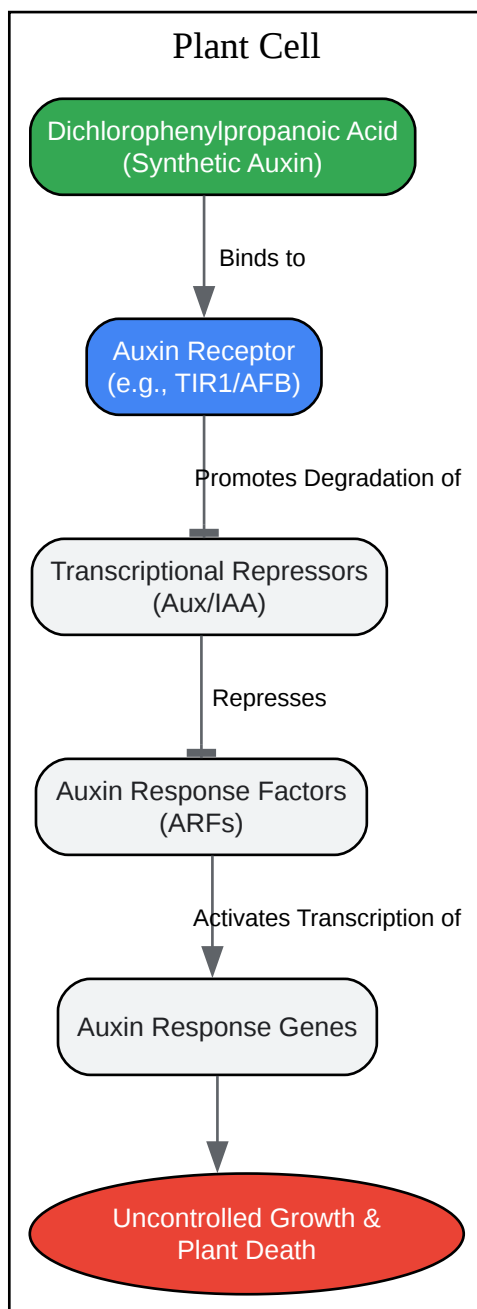 Plant Cell
Dichlorophenylpropanoic Acid
(Synthetic Auxin)
Binds to
Auxin Receptor
(e.g., TIR1/AFB)
Promotes Degradation of
Transcriptional Repressors
(Aux/IAA)
Represses
Auxin Response Factors
(ARFs)
Activates Transcription of
Auxin Response Genes
Uncontrolled Growth &
Plant Death